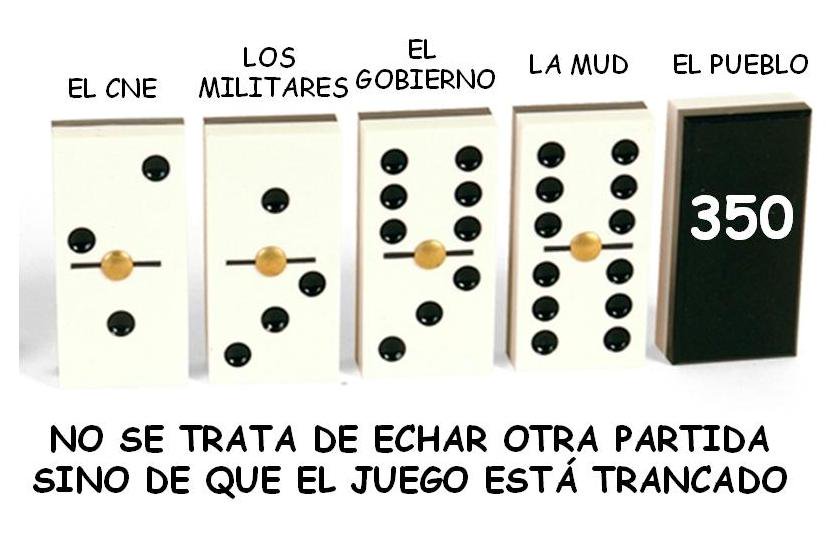 EL CNE
LOS
MILITARES
EL
GOBIERNO
LA MUD
EL PUEBLO
350
NO SE TRATA DE ECHAR OTRA PARTIDA
SINO DE QUE EL JUEGO ESTÁ TRANCADO